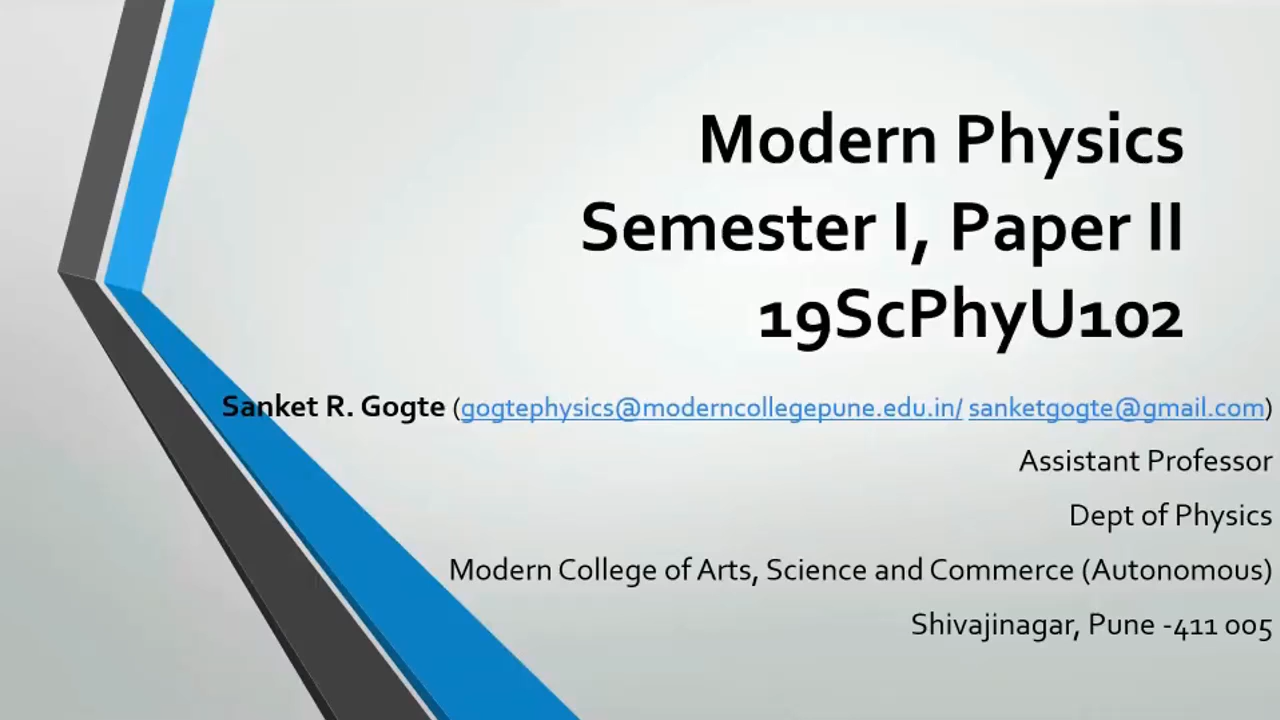 Modern Physics
Semester I, Paper II
19ScPhyU102
Sanket R. Gogte (gogtephysics@moderncollegepune.edu.in/ sanketgogte@gmail.com)
Assistant Professor
Dept of Physics
Modern College of Arts, Science and Commerce (Autonomous)
Shivajinagar, Pune -411 005